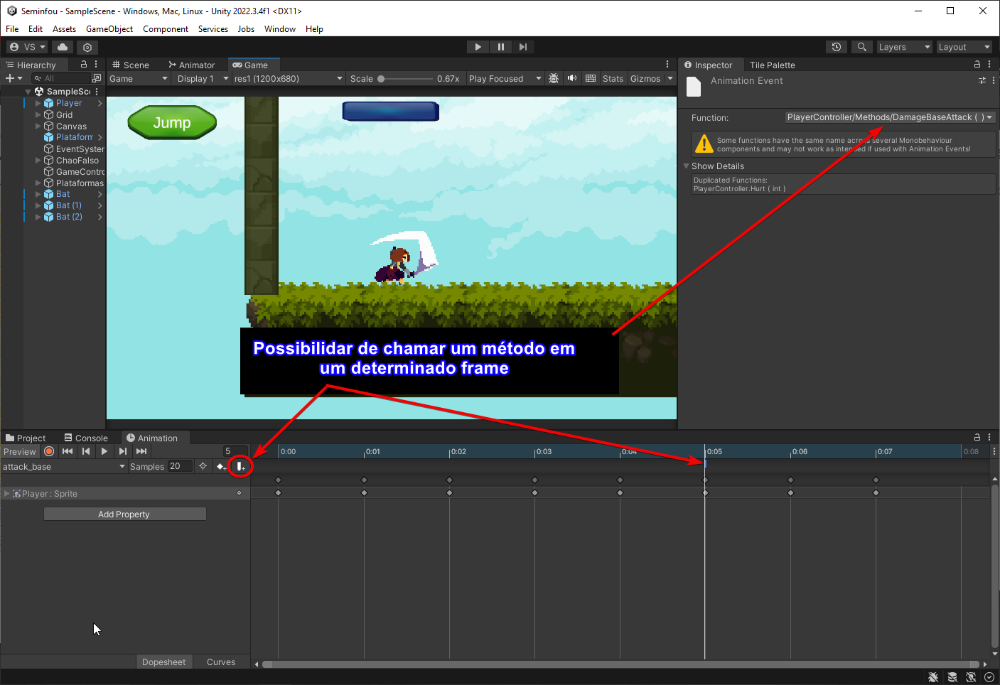 Seminfou - SampleScene - Windows, Mac, Linux - Unity 2022.3.4f1 <DX11>
File Edit Assets GameObject Component Services Jobs Window Help
VS
Layers Layout
Hierarchy
All
SampleSc
Player
Grid
Canvas
Plataform
EventSyster
ChaoFalso
GameContro
Plataformas
Bat
Bat (1)
Bat (2)
Scene Animator Game
Game Display 1 res1 (1200x680) Scale 0.67x Play Focused Stats Gizmos
Jump
Possibilidar de chamar um método em
um determinado frame
Inspector Tile Palette
Animation Event
Function: PlayerController/Methods/DamageBaseAttack ( )
Some functions have the same name across several Monobehaviour
components and may not work as intended if used with Animation Events!
Show Details
Duplicated Functions:
PlayerController.Hurt ( int )
Project Console Animation
Preview 5
0:00 0:01 0:02 0:03 0:04 0:05 0:06 0:07 0:08
attack_base Samples 20
Player : Sprite
Add Property
Dopesheet Curves